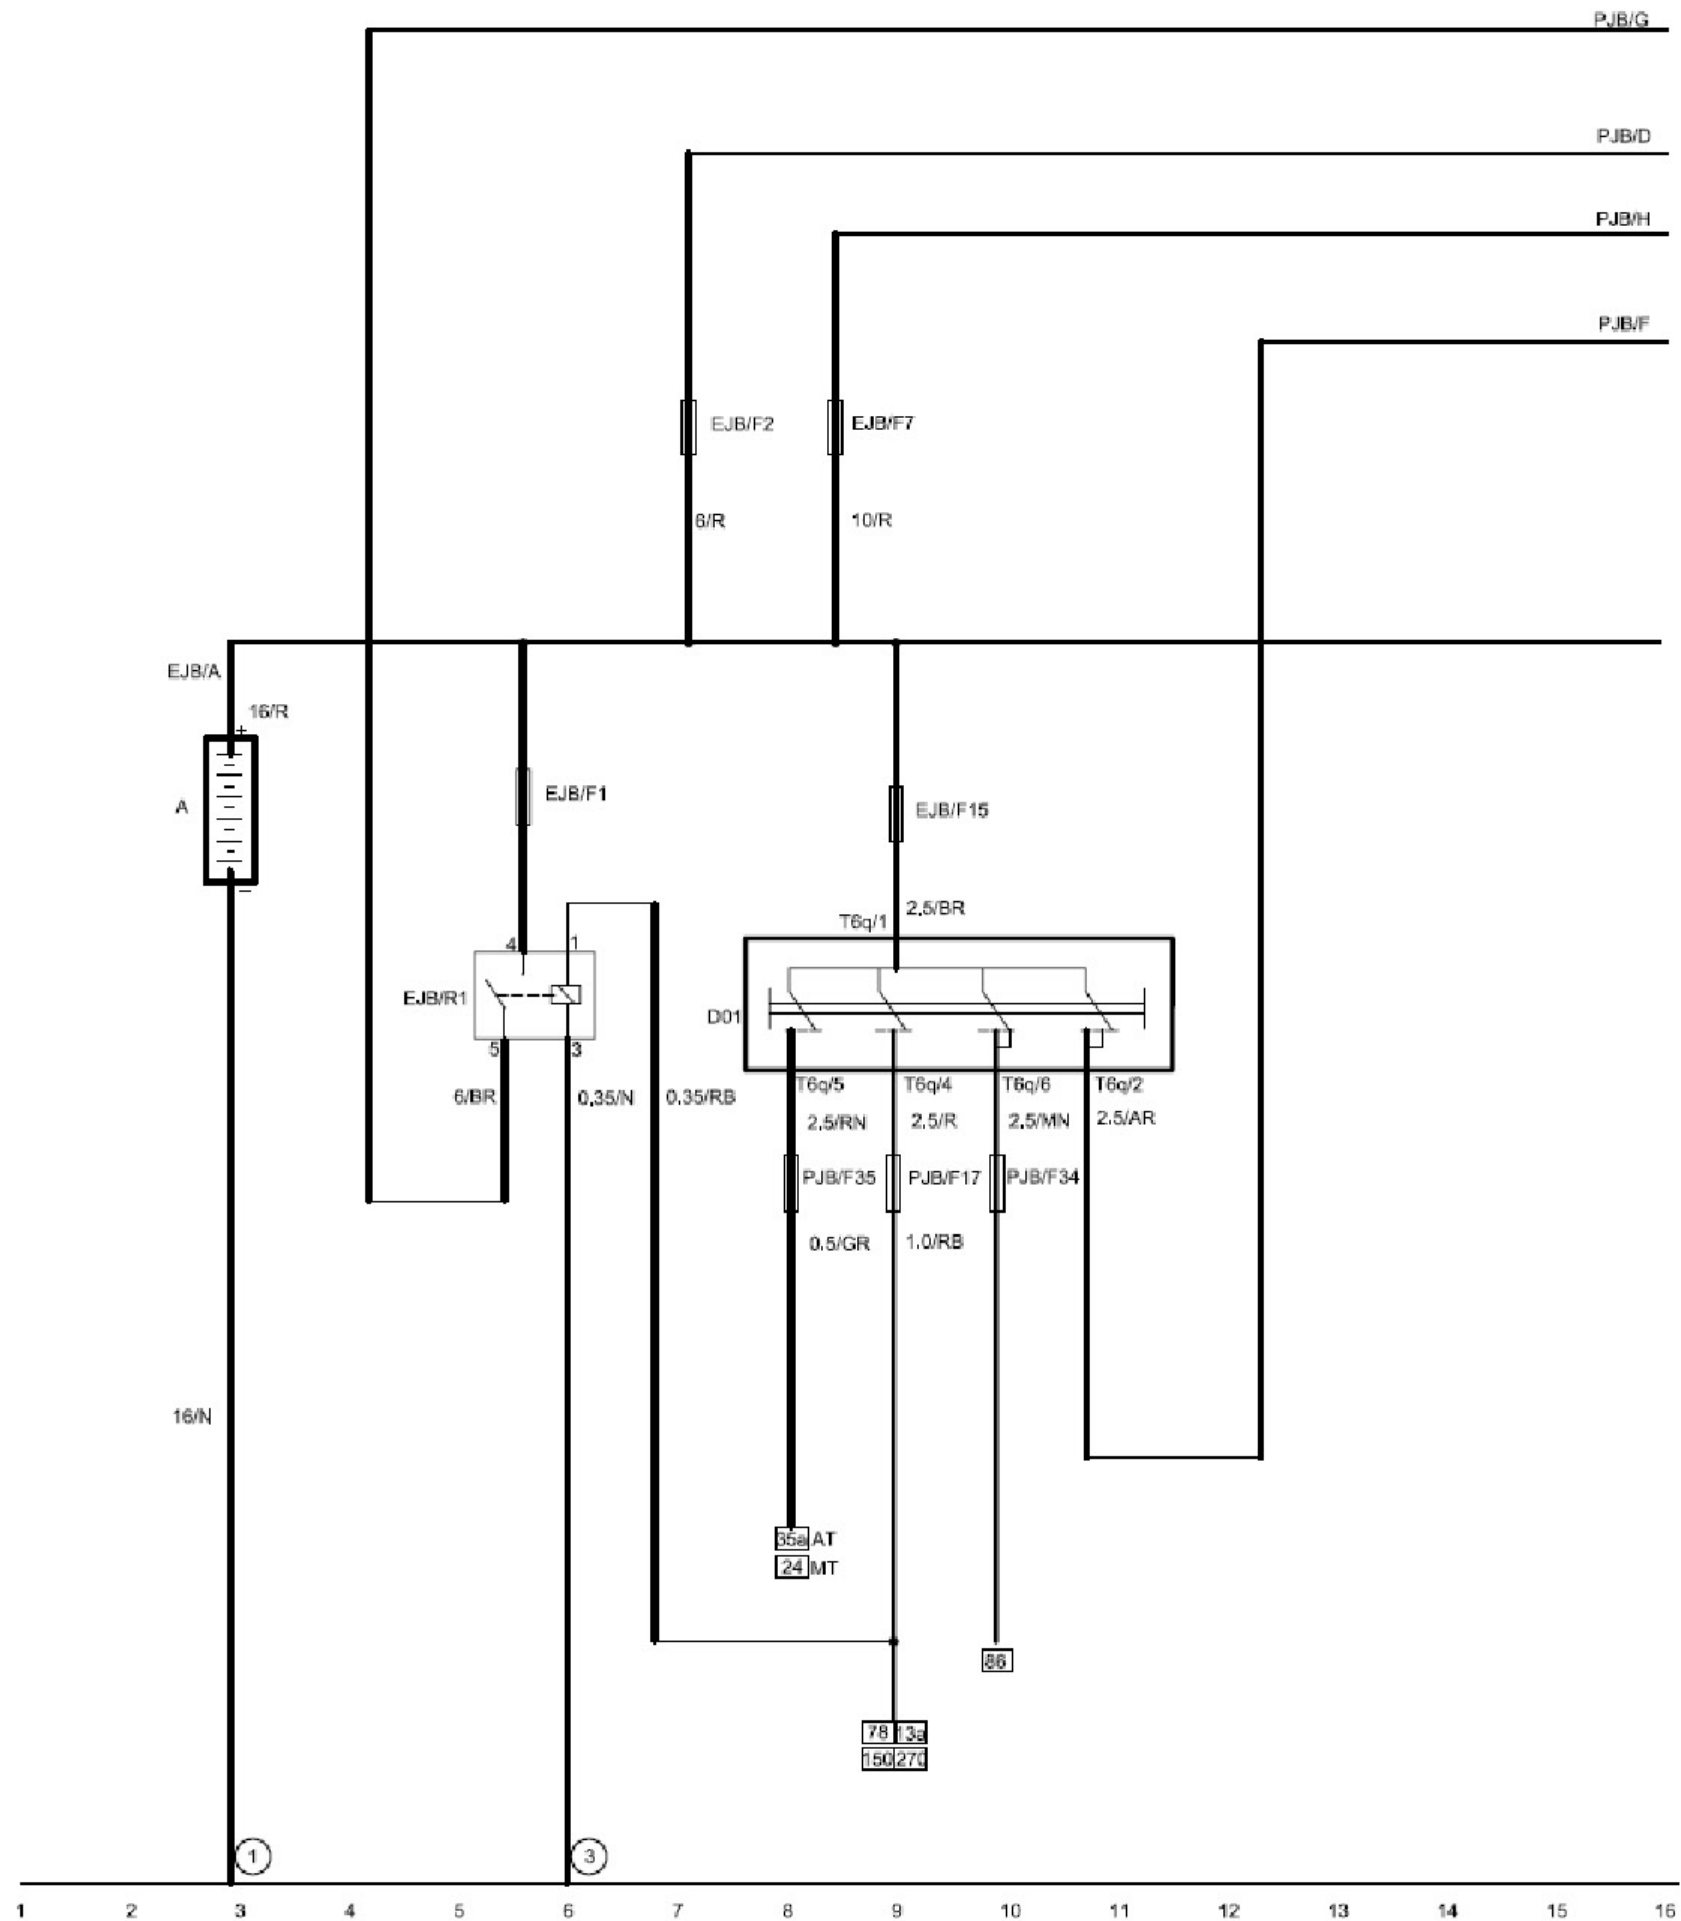 PJB/G
PJB/D
PJB/H
PJB/F
EJB/F2
EJB/F7
6/R
10/R
EJB/A
16/R
+
A
−
EJB/F1
EJB/F15
2,5/BR
T6q/1
4
1
EJB/R1
D01
5
3
6/BR
0,35/N
0.35/RB
T6q/5
T6q/4
T6q/6
T6q/2
2,5/RN
2,5/R
2,5/MN
2.5/AR
PJB/F35
PJB/F17
PJB/F34
0.5/GR
1.0/RB
16/N
35a AT
24 MT
86
78 13a
150 270
1
3
1 2 3 4 5 6 7 8 9 10 11 12 13 14 15 16